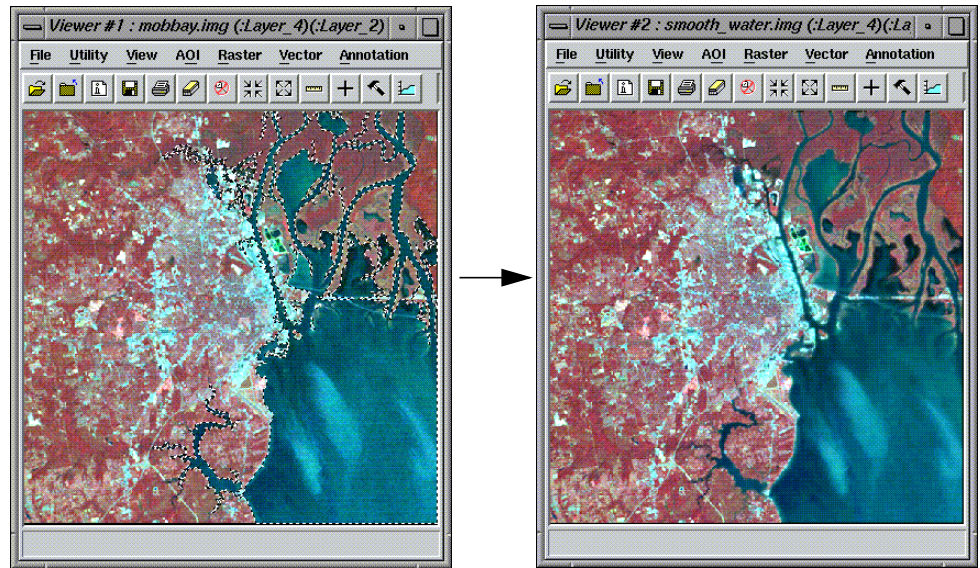 Viewer #1 : mobbay.img (:Layer_4)(:Layer_2)
File Utility View AOI Raster Vector Annotation
Viewer #2 : smooth_water.img (:Layer_4)(:La
File Utility View AOI Raster Vector Annotation